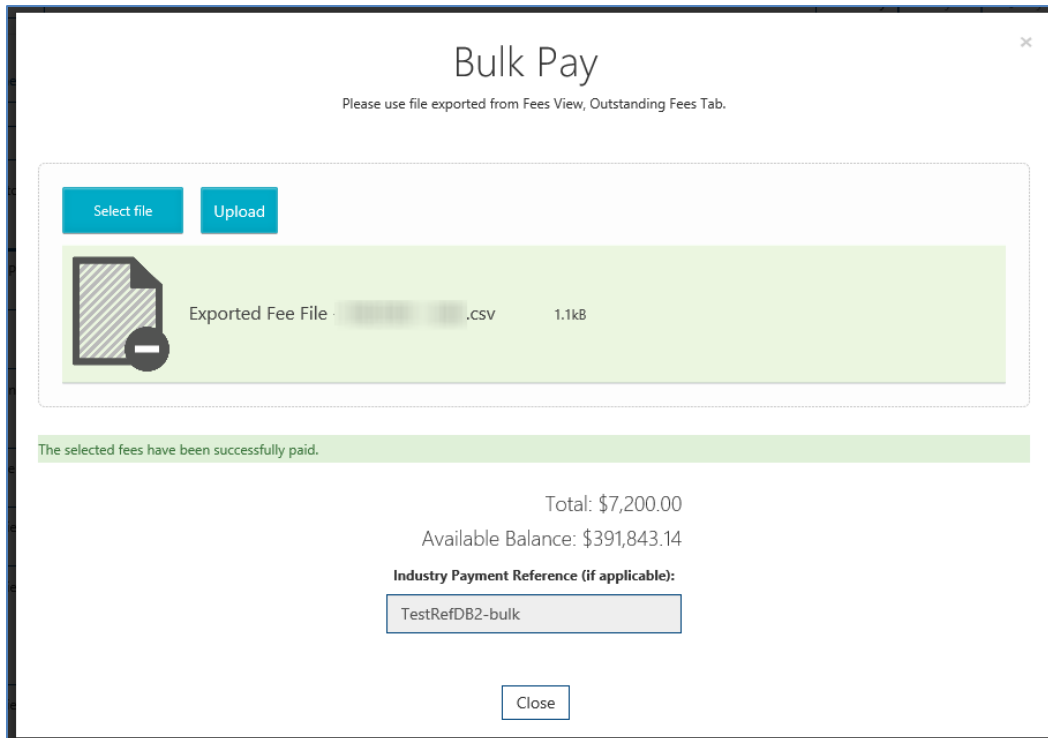 Bulk Pay
×
Please use file exported from Fees View, Outstanding Fees Tab.
Select file
Upload
Exported Fee File - .csv 1.1kB
The selected fees have been successfully paid.
Total: $7,200.00
Available Balance: $391,843.14
Industry Payment Reference (if applicable):
TestRefDB2-bulk
Close